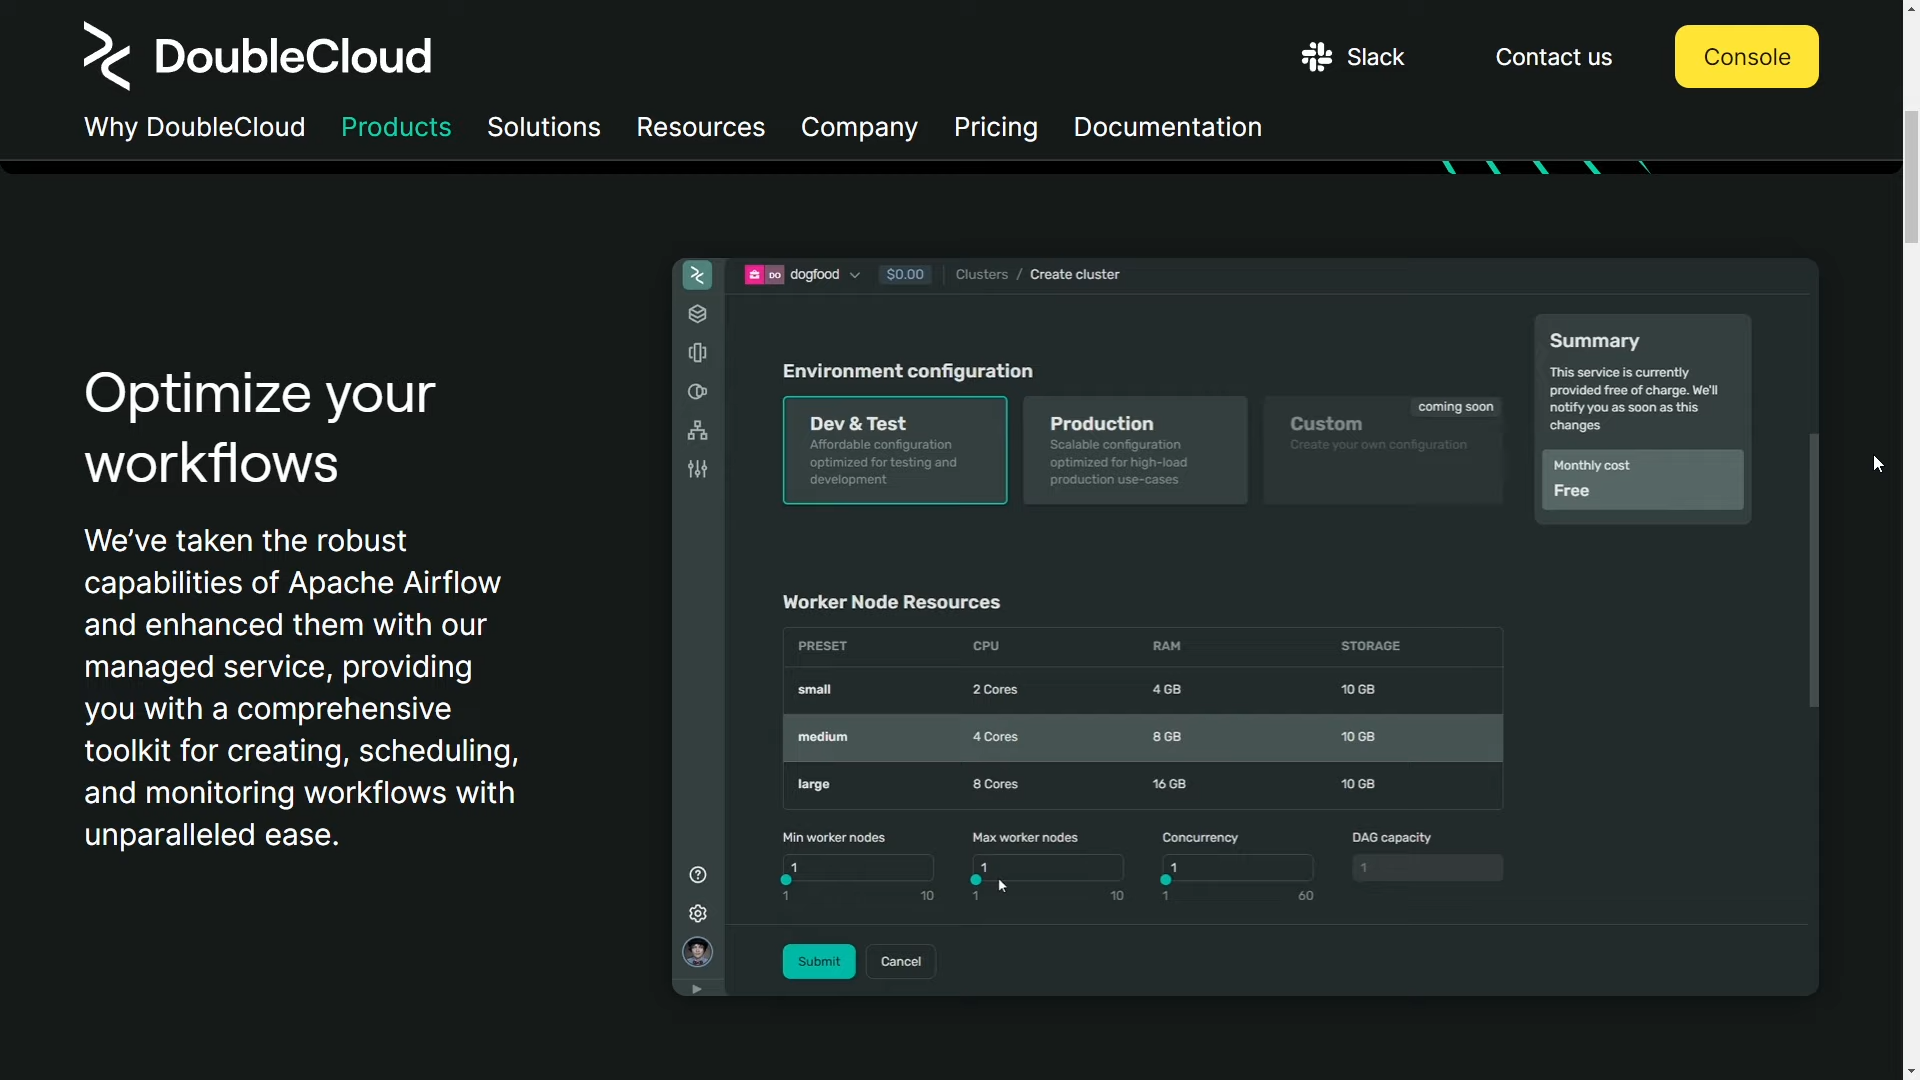 DoubleCloud
Slack
Contact us
Console
Why DoubleCloud
Products
Solutions
Resources
Company
Pricing
Documentation
Optimize your
workflows
We’ve taken the robust
capabilities of Apache Airflow
and enhanced them with our
managed service, providing
you with a comprehensive
toolkit for creating, scheduling,
and monitoring workflows with
unparalleled ease.
DO dogfood $0.00 Clusters / Create cluster
Environment configuration
Dev & Test
Affordable configuration
optimized for testing and
development
Production
Scalable configuration
optimized for high-load
production use-cases
coming soon
Custom
Create your own configuration
Summary
This service is currently
provided free of charge. We'll
notify you as soon as this
changes
Monthly cost
Free
Worker Node Resources
PRESET CPU RAM STORAGE
small 2 Cores 4 GB 10 GB
medium 4 Cores 8 GB 10 GB
large 8 Cores 16 GB 10 GB
Min worker nodes Max worker nodes Concurrency DAG capacity
1 1 1 1
1 10 1 10 1 60
Submit Cancel